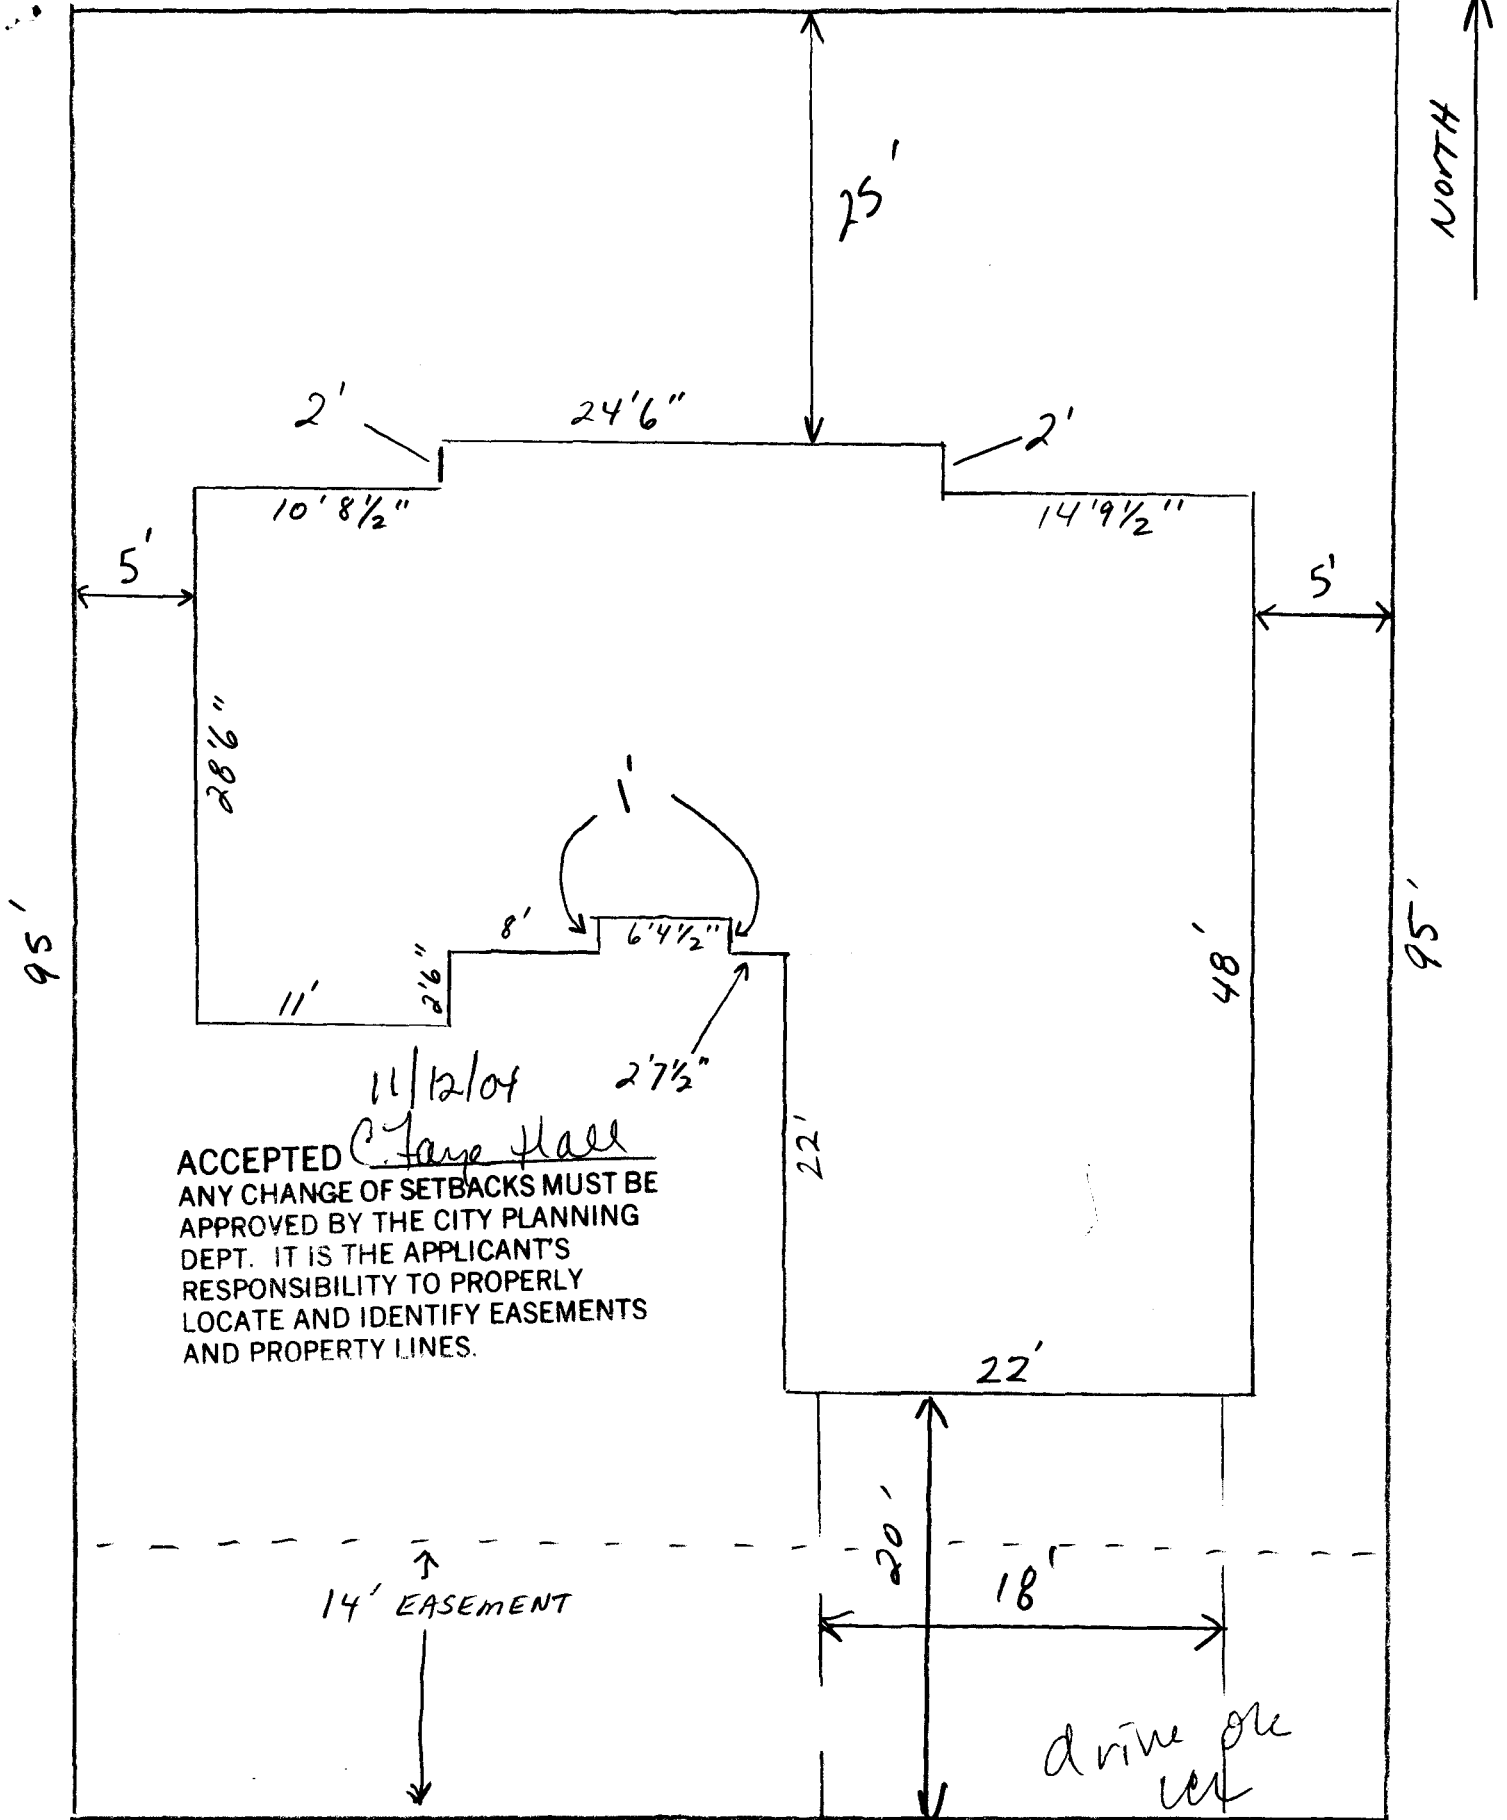 NORTH
25'
2'
24'6"
2'
10'8½"
14'9½"
5'
5'
28'6"
1'
8'
6'4½"
95'
2'6"
48'
95'
11'
2'7½"
11/12/04
22'
ACCEPTED C. Faye Hall
ANY CHANGE OF SETBACKS MUST BE
APPROVED BY THE CITY PLANNING
DEPT. IT IS THE APPLICANT'S
RESPONSIBILITY TO PROPERLY
LOCATE AND IDENTIFY EASEMENTS
AND PROPERTY LINES.
22'
20'
14' EASEMENT
18'
drive ok